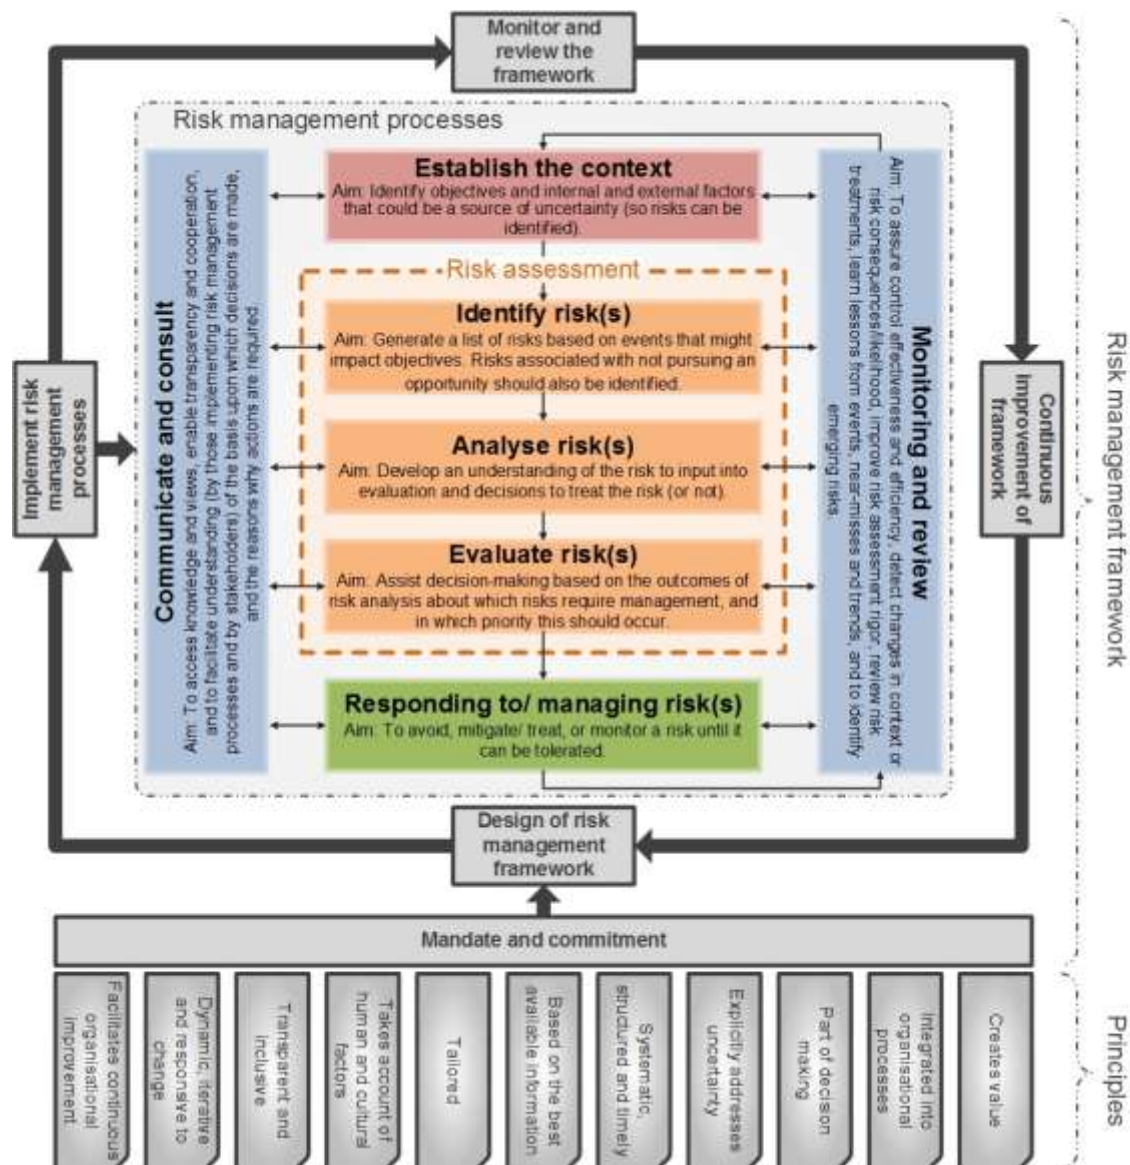 Monitor and
review the
framework
Risk management processes
Establish the context
Aim: Identify objectives and internal and external factors
that could be a source of uncertainty (so risks can be
identified).
Risk assessment
Identify risk(s)
Aim: Generate a list of risks based on events that might
impact objectives. Risks associated with not pursuing an
opportunity should also be identified.
Analyse risk(s)
Aim: Develop an understanding of the risk to input into
evaluation and decisions to treat the risk (or not).
Evaluate risk(s)
Aim: Assist decision-making based on the outcomes of
risk analysis about which risks require management, and
in which priority this should occur.
Responding to/ managing risk(s)
Aim: To avoid, mitigate/ treat, or monitor a risk until it
can be tolerated.
Communicate and consult
Aim: To access knowledge and views, enable transparency and cooperation,
and to facilitate understanding (by those implementing risk management
processes and by stakeholders) of the basis upon which decisions are made,
and the reasons why actions are required.
Monitoring and review
Aim: To assure control effectiveness and efficiency, detect changes in context or
risk consequences/likelihood, improve risk assessment rigor, review risk
treatments, learn lessons from events, near-misses and trends, and to identify
emerging risks.
Implement risk
management
processes
Continuous
improvement of
framework
Design of risk
management
framework
Mandate and commitment
Risk management framework
Facilitates continuous
organisational
improvement
Dynamic, iterative
and responsive to
change
Transparent and
inclusive
Takes account of
human and cultural
factors
Tailored
Based on the best
available information
Systematic,
structured and timely
Explicitly addresses
uncertainty
Part of decision
making
Integrated into
organisational
processes
Creates value
Principles